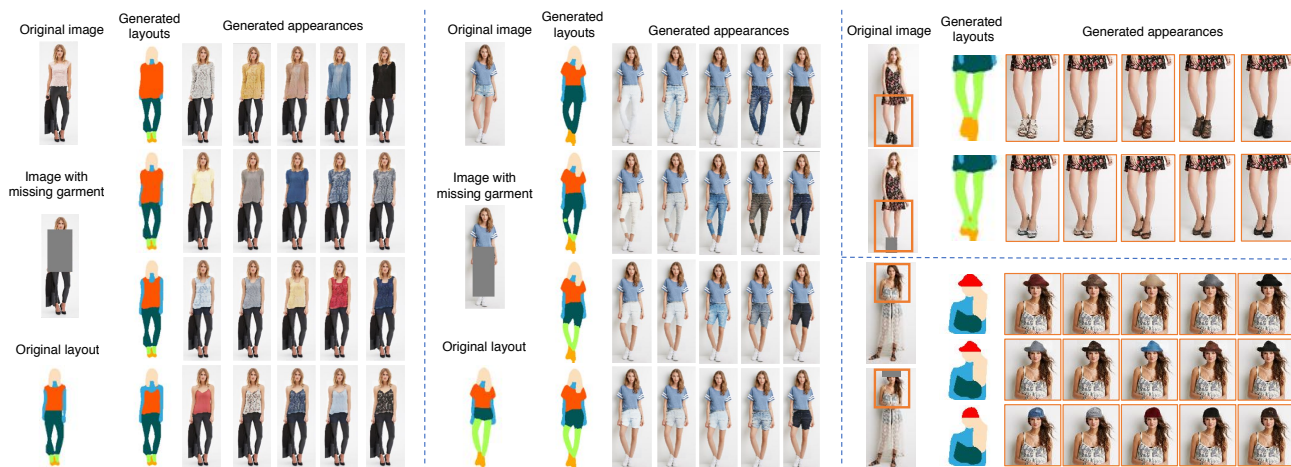 Original image
Generated
layouts
Generated appearances
Image with
missing garment
Original layout
Original image
Generated
layouts
Generated appearances
Image with
missing garment
Original layout
Original image
Generated
layouts
Generated appearances